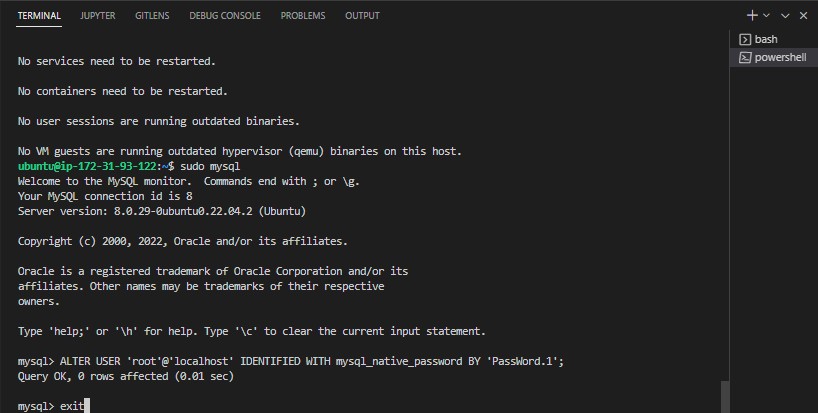 TERMINAL JUPYTER GITLENS DEBUG CONSOLE PROBLEMS OUTPUT
bash
powershell
No services need to be restarted.
No containers need to be restarted.
No user sessions are running outdated binaries.
No VM guests are running outdated hypervisor (qemu) binaries on this host.
ubuntu@ip-172-31-93-122:~$ sudo mysql
Welcome to the MySQL monitor.  Commands end with ; or \g.
Your MySQL connection id is 8
Server version: 8.0.29-0ubuntu0.22.04.2 (Ubuntu)
Copyright (c) 2000, 2022, Oracle and/or its affiliates.
Oracle is a registered trademark of Oracle Corporation and/or its
affiliates. Other names may be trademarks of their respective
owners.
Type 'help;' or '\h' for help. Type '\c' to clear the current input statement.
mysql> ALTER USER 'root'@'localhost' IDENTIFIED WITH mysql_native_password BY 'PassWord.1';
Query OK, 0 rows affected (0.01 sec)
mysql> exit